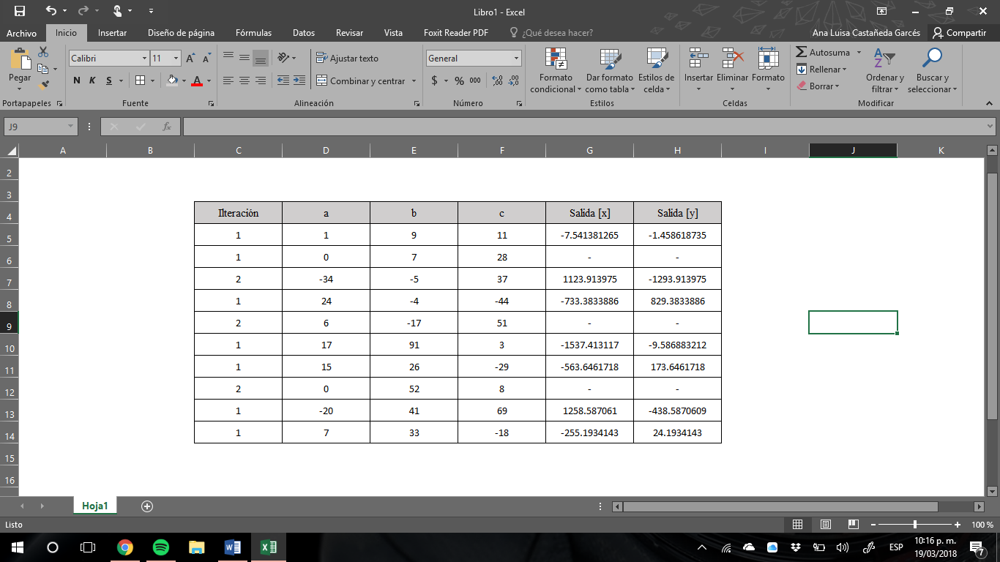 Libro1 - Excel
Archivo Inicio Insertar Diseño de página Fórmulas Datos Revisar Vista Foxit Reader PDF ¿Qué desea hacer? Ana Luisa Castañeda Garcés Compartir
Pegar
Calibri 11
N K S A
Ajustar texto
Combinar y centrar
General
$ % 000
Formato condicional
Dar formato como tabla
Estilos de celda
Insertar Eliminar Formato
Autosuma
Rellenar
Borrar
Ordenar y filtrar
Buscar y seleccionar
Portapapeles Fuente Alineación Número Estilos Celdas Modificar
J9 fx
A B C D E F G H I J K
2
3
4 Ilteración a b c Salida [x] Salida [y]
5 1 1 9 11 -7.541381265 -1.458618735
6 1 0 7 28 - -
7 2 -34 -5 37 1123.913975 -1293.913975
8 1 24 -4 -44 -733.3833886 829.3833886
9 2 6 -17 51 - -
10 1 17 91 3 -1537.413117 -9.586883212
11 1 15 26 -29 -563.6461718 173.6461718
12 2 0 52 8 - -
13 1 -20 41 69 1258.587061 -438.5870609
14 1 7 33 -18 -255.1934143 24.1934143
15
16
Hoja1
Listo 100 %
ESP 10:16 p. m.
19/03/2018 7